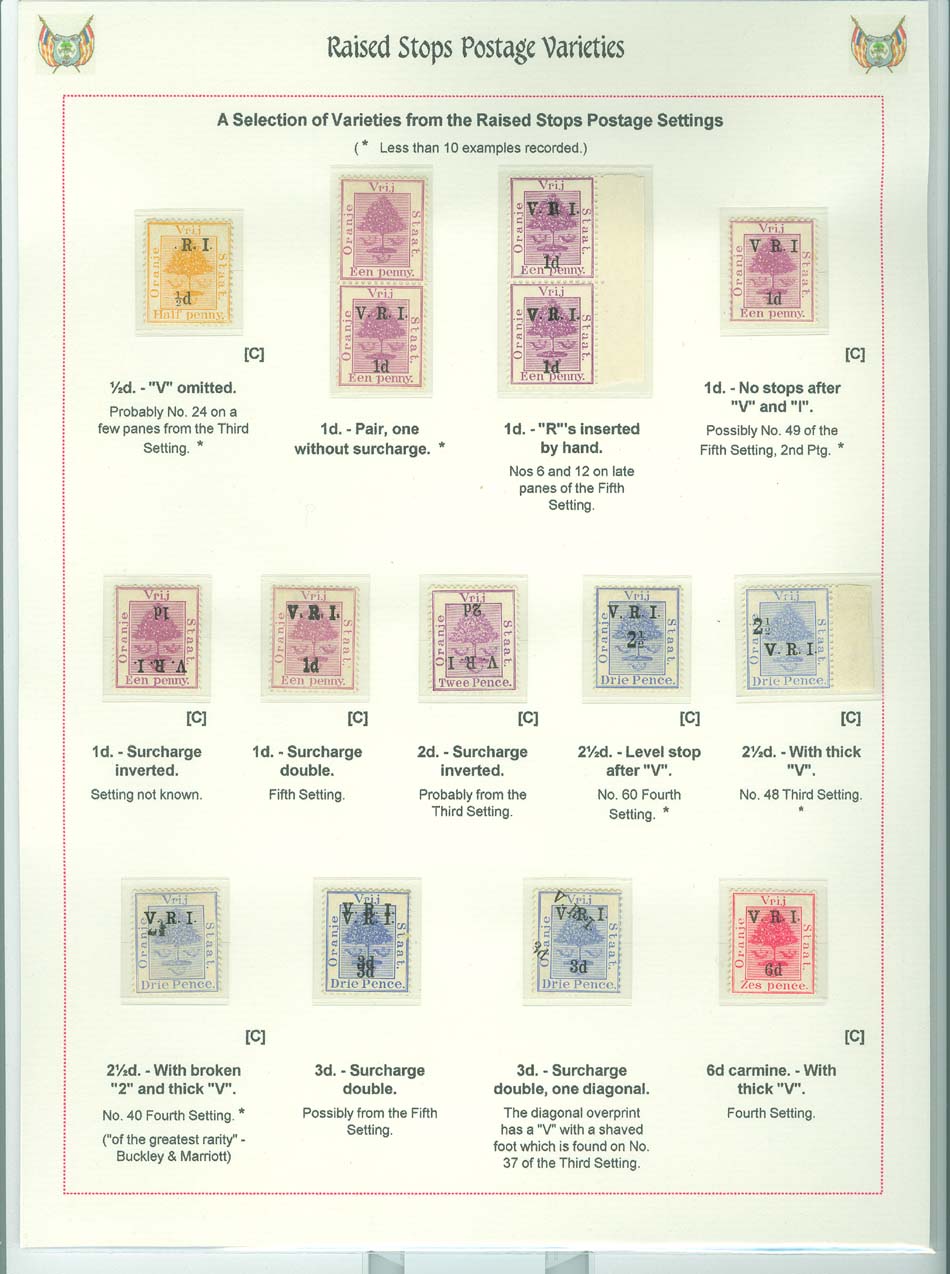 Raised Stops Postage Varieties
A Selection of Varieties from the Raised Stops Postage Settings
( * Less than 10 examples recorded.)
Vrij
Oranje
Staat.
. R. I.
½d
Half penny.
[C]
½d. - "V" omitted.
Probably No. 24 on a
few panes from the Third
Setting. *
Vrij
Oranje
Staat.
Een penny.
Vrij
Oranje
Staat.
V. R. I.
1d
Een penny.
1d. - Pair, one
without surcharge. *
Vrij
Oranje
Staat.
V. R. I.
1d
Een penny.
Vrij
Oranje
Staat.
V. R. I.
1d
Een penny.
1d. - "R"'s inserted
by hand.
Nos 6 and 12 on late
panes of the Fifth
Setting.
Vrij
Oranje
Staat.
V R. I
1d
Een penny.
[C]
1d. - No stops after
"V" and "I".
Possibly No. 49 of the
Fifth Setting, 2nd Ptg. *
Vrij
Oranje
Staat.
1d
V. R. I
Een penny.
[C]
1d. - Surcharge
inverted.
Setting not known.
Vrij
Oranje
Staat.
V. R. I.
1d
Een penny.
[C]
1d. - Surcharge
double.
Fifth Setting.
Vrij
Oranje
Staat.
2d
V R I
Twee Pence.
[C]
2d. - Surcharge
inverted.
Probably from the
Third Setting.
Vrij
Oranje
Staat.
V. R. I.
2½
Drie Pence.
[C]
2½d. - Level stop
after "V".
No. 60 Fourth
Setting. *
Vrij
Oranje
Staat.
2½
V. R. I.
Drie Pence.
[C]
2½d. - With thick
"V".
No. 48 Third Setting.
*
Vrij
Oranje
Staat.
V. R. I.
Drie Pence.
[C]
2½d. - With broken
"2" and thick "V".
No. 40 Fourth Setting. *
("of the greatest rarity" -
Buckley & Marriott)
Vrij
Oranje
Staat.
V. R. I.
V. R. I.
3d
3d
Drie Pence.
3d. - Surcharge
double.
Possibly from the Fifth
Setting.
Vrij
Oranje
Staat.
V. R. I.
3d
Drie Pence.
3d. - Surcharge
double, one diagonal.
The diagonal overprint
has a "V" with a shaved
foot which is found on No.
37 of the Third Setting.
Vrij
Oranje
Staat.
V. R. I.
6d
Zes pence.
[C]
6d carmine. - With
thick "V".
Fourth Setting.